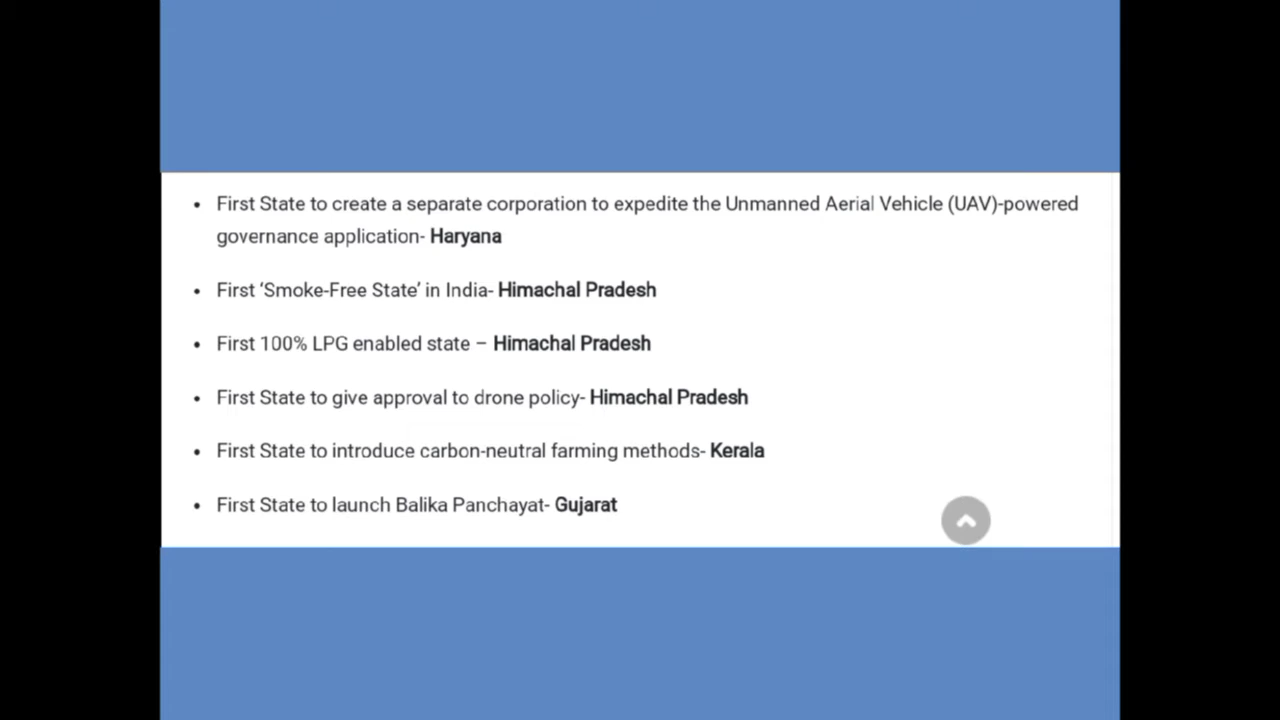 • First State to create a separate corporation to expedite the Unmanned Aerial Vehicle (UAV)-powered
governance application- Haryana
• First ‘Smoke-Free State’ in India- Himachal Pradesh
• First 100% LPG enabled state – Himachal Pradesh
• First State to give approval to drone policy- Himachal Pradesh
• First State to introduce carbon-neutral farming methods- Kerala
• First State to launch Balika Panchayat- Gujarat